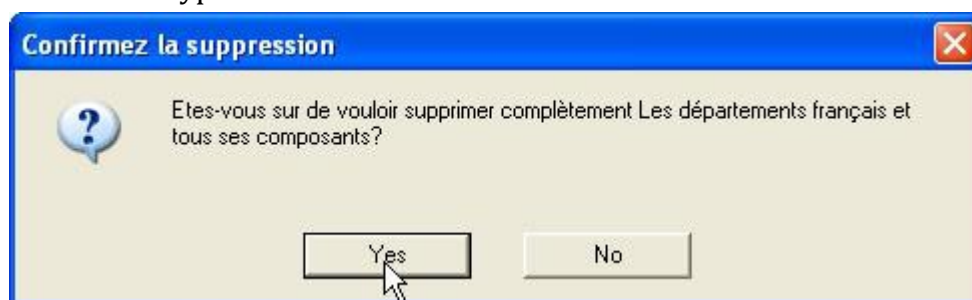 Confirmez la suppression
Etes-vous sur de vouloir supprimer complètement Les départements français et
tous ses composants?
Yes
No